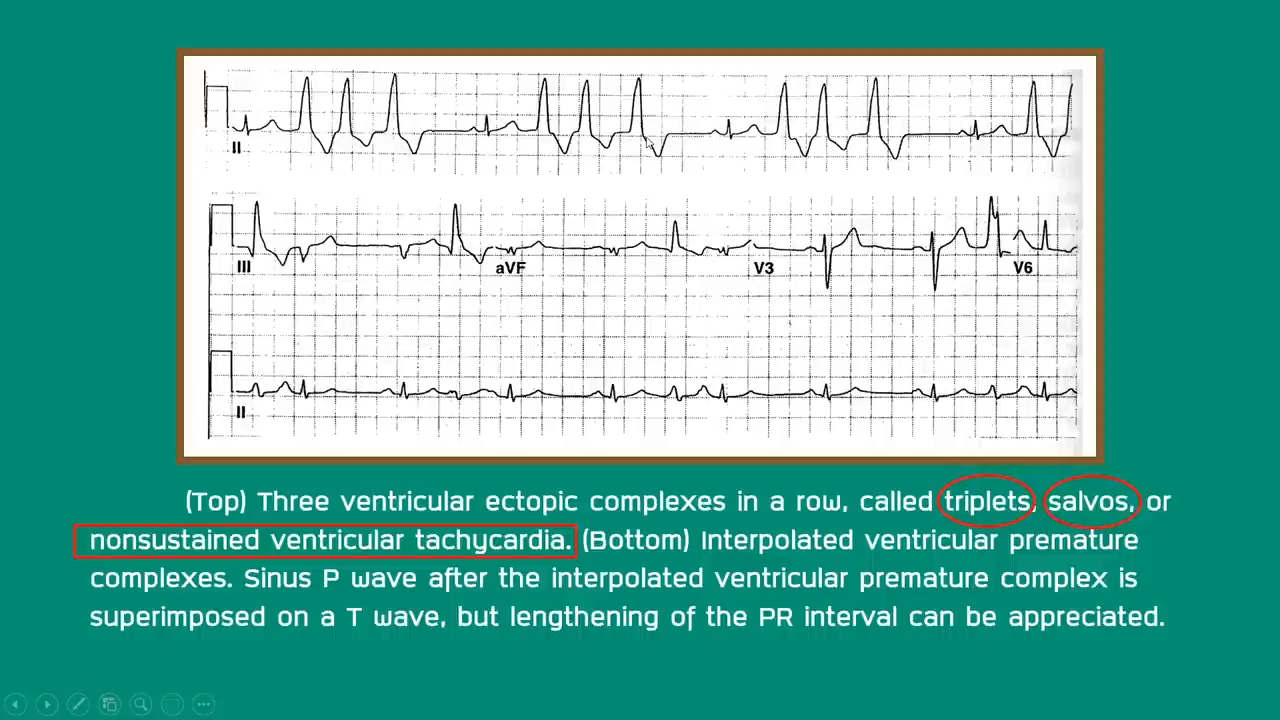 II
III
aVF
V3
V6
II
(Top) Three ventricular ectopic complexes in a row, called triplets, salvos, or
nonsustained ventricular tachycardia. (Bottom) Interpolated ventricular premature
complexes. Sinus P wave after the interpolated ventricular premature complex is
superimposed on a T wave, but lengthening of the PR interval can be appreciated.